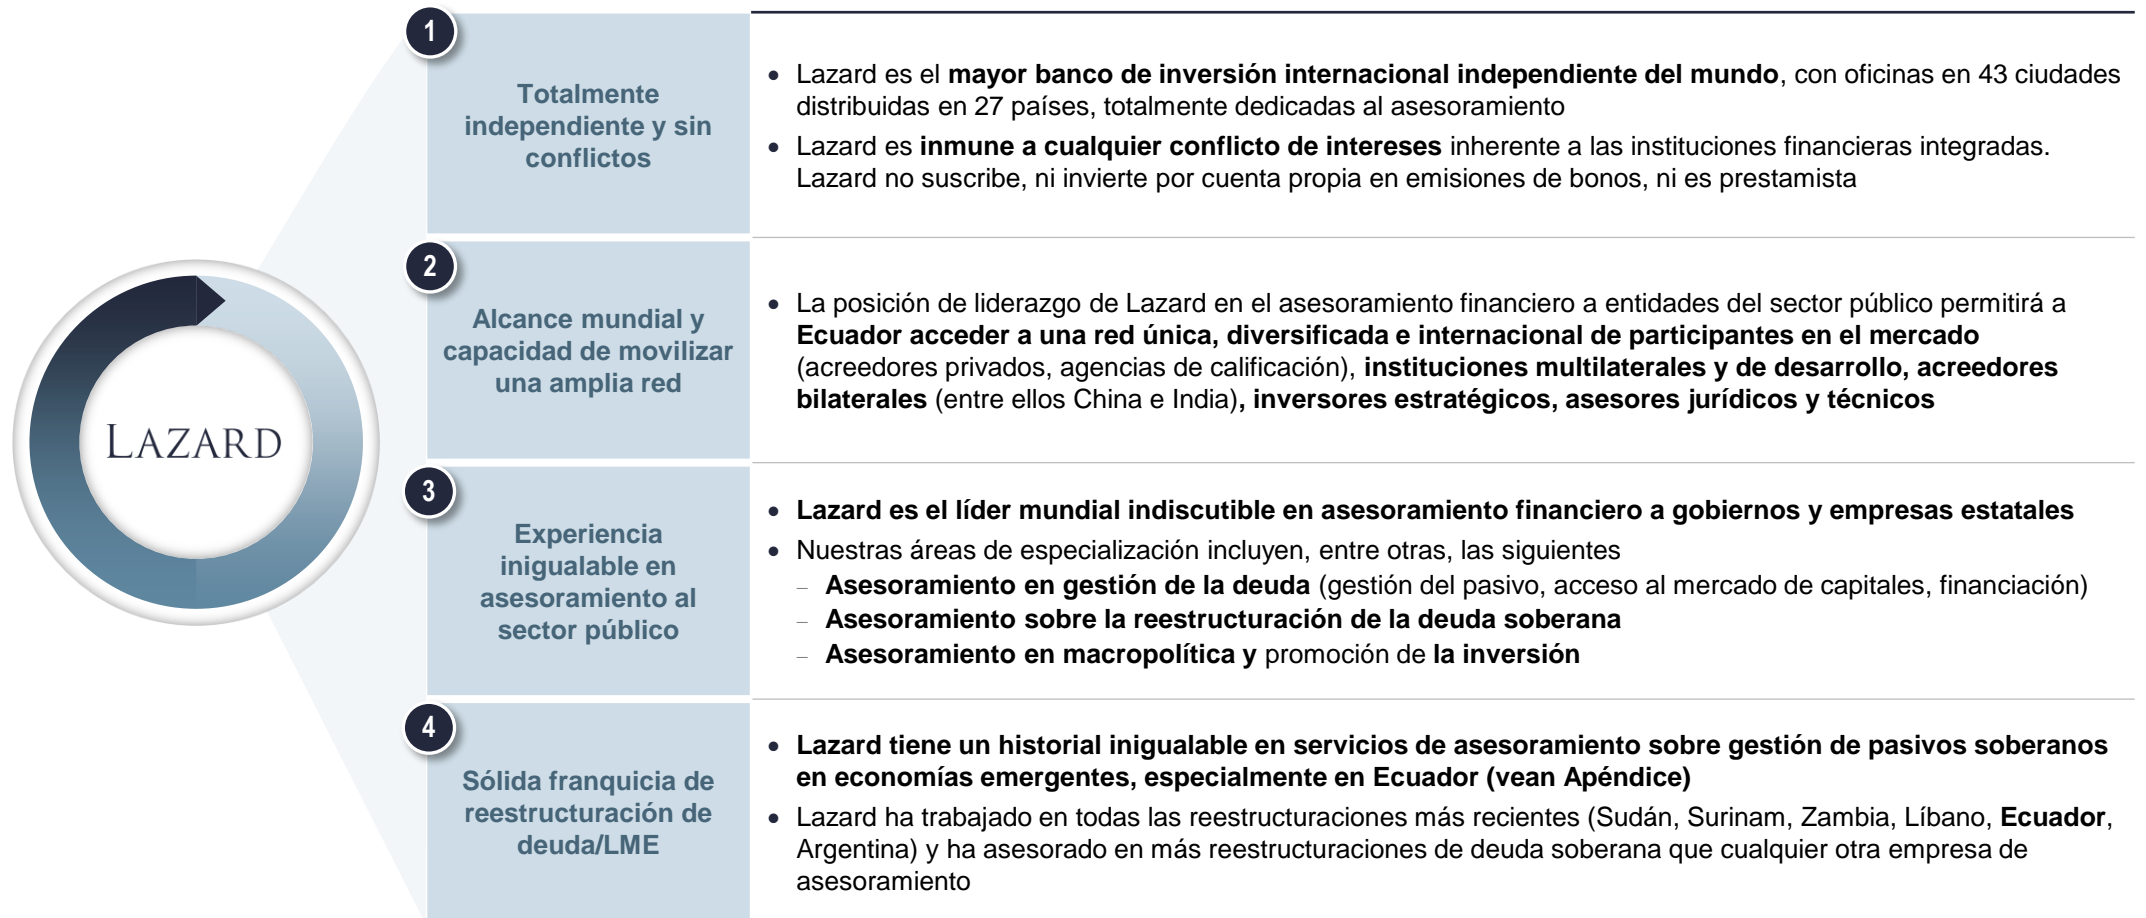 LAZARD
1
Totalmente
independiente y sin
conflictos
• Lazard es el mayor banco de inversión internacional independiente del mundo, con oficinas en 43 ciudades
distribuidas en 27 países, totalmente dedicadas al asesoramiento
• Lazard es inmune a cualquier conflicto de intereses inherente a las instituciones financieras integradas.
Lazard no suscribe, ni invierte por cuenta propia en emisiones de bonos, ni es prestamista
2
Alcance mundial y
capacidad de movilizar
una amplia red
• La posición de liderazgo de Lazard en el asesoramiento financiero a entidades del sector público permitirá a
Ecuador acceder a una red única, diversificada e internacional de participantes en el mercado
(acreedores privados, agencias de calificación), instituciones multilaterales y de desarrollo, acreedores
bilaterales (entre ellos China e India), inversores estratégicos, asesores jurídicos y técnicos
3
Experiencia
inigualable en
asesoramiento al
sector público
• Lazard es el líder mundial indiscutible en asesoramiento financiero a gobiernos y empresas estatales
• Nuestras áreas de especialización incluyen, entre otras, las siguientes
– Asesoramiento en gestión de la deuda (gestión del pasivo, acceso al mercado de capitales, financiación)
– Asesoramiento sobre la reestructuración de la deuda soberana
– Asesoramiento en macropolítica y promoción de la inversión
4
Sólida franquicia de
reestructuración de
deuda/LME
• Lazard tiene un historial inigualable en servicios de asesoramiento sobre gestión de pasivos soberanos
en economías emergentes, especialmente en Ecuador (vean Apéndice)
• Lazard ha trabajado en todas las reestructuraciones más recientes (Sudán, Surinam, Zambia, Líbano, Ecuador,
Argentina) y ha asesorado en más reestructuraciones de deuda soberana que cualquier otra empresa de
asesoramiento